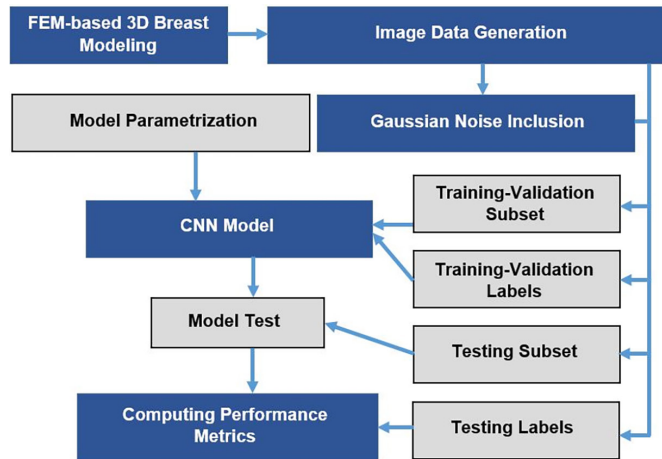 FEM-based 3D Breast
Modeling
Image Data Generation
Model Parametrization
Gaussian Noise Inclusion
Training-Validation
Subset
CNN Model
Training-Validation
Labels
Model Test
Testing Subset
Computing Performance
Metrics
Testing Labels